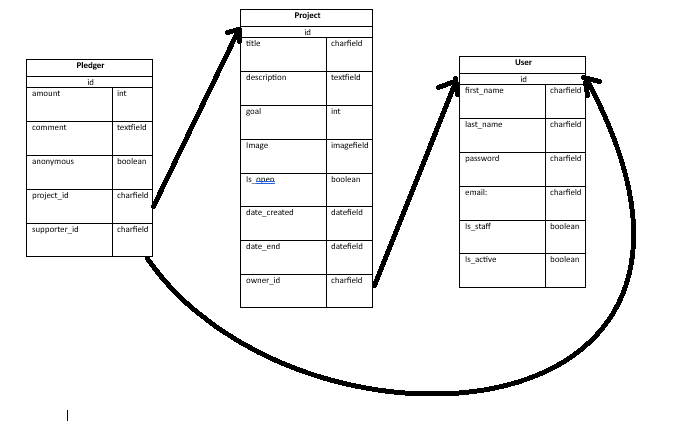 Pledger
id
amount int
comment textfield
anonymous boolean
project_id charfield
supporter_id charfield
Project
id
title charfield
description textfield
goal int
Image imagefield
Is_open boolean
date_created datefield
date_end datefield
owner_id charfield
User
id
first_name charfield
last_name charfield
password charfield
email: charfield
Is_staff boolean
Is_active boolean